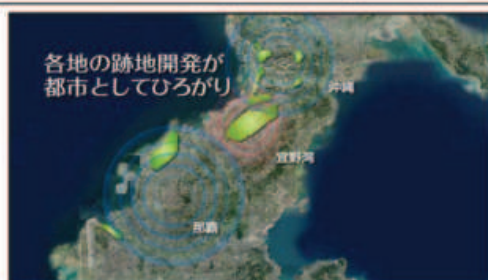 各地の跡地開発が
都市としてひろがり
沖縄
宜野湾
那覇